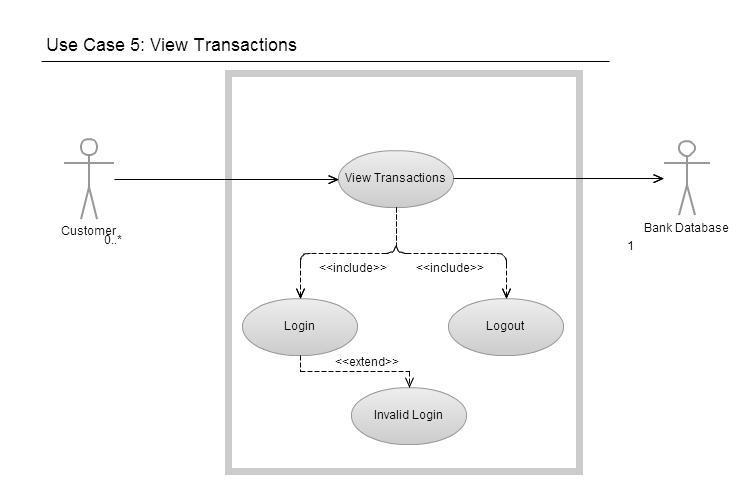 Use Case 5: View Transactions
View Transactions
Customer
0..*
Bank Database
1
<<include>>
<<include>>
Login
Logout
<<extend>>
Invalid Login